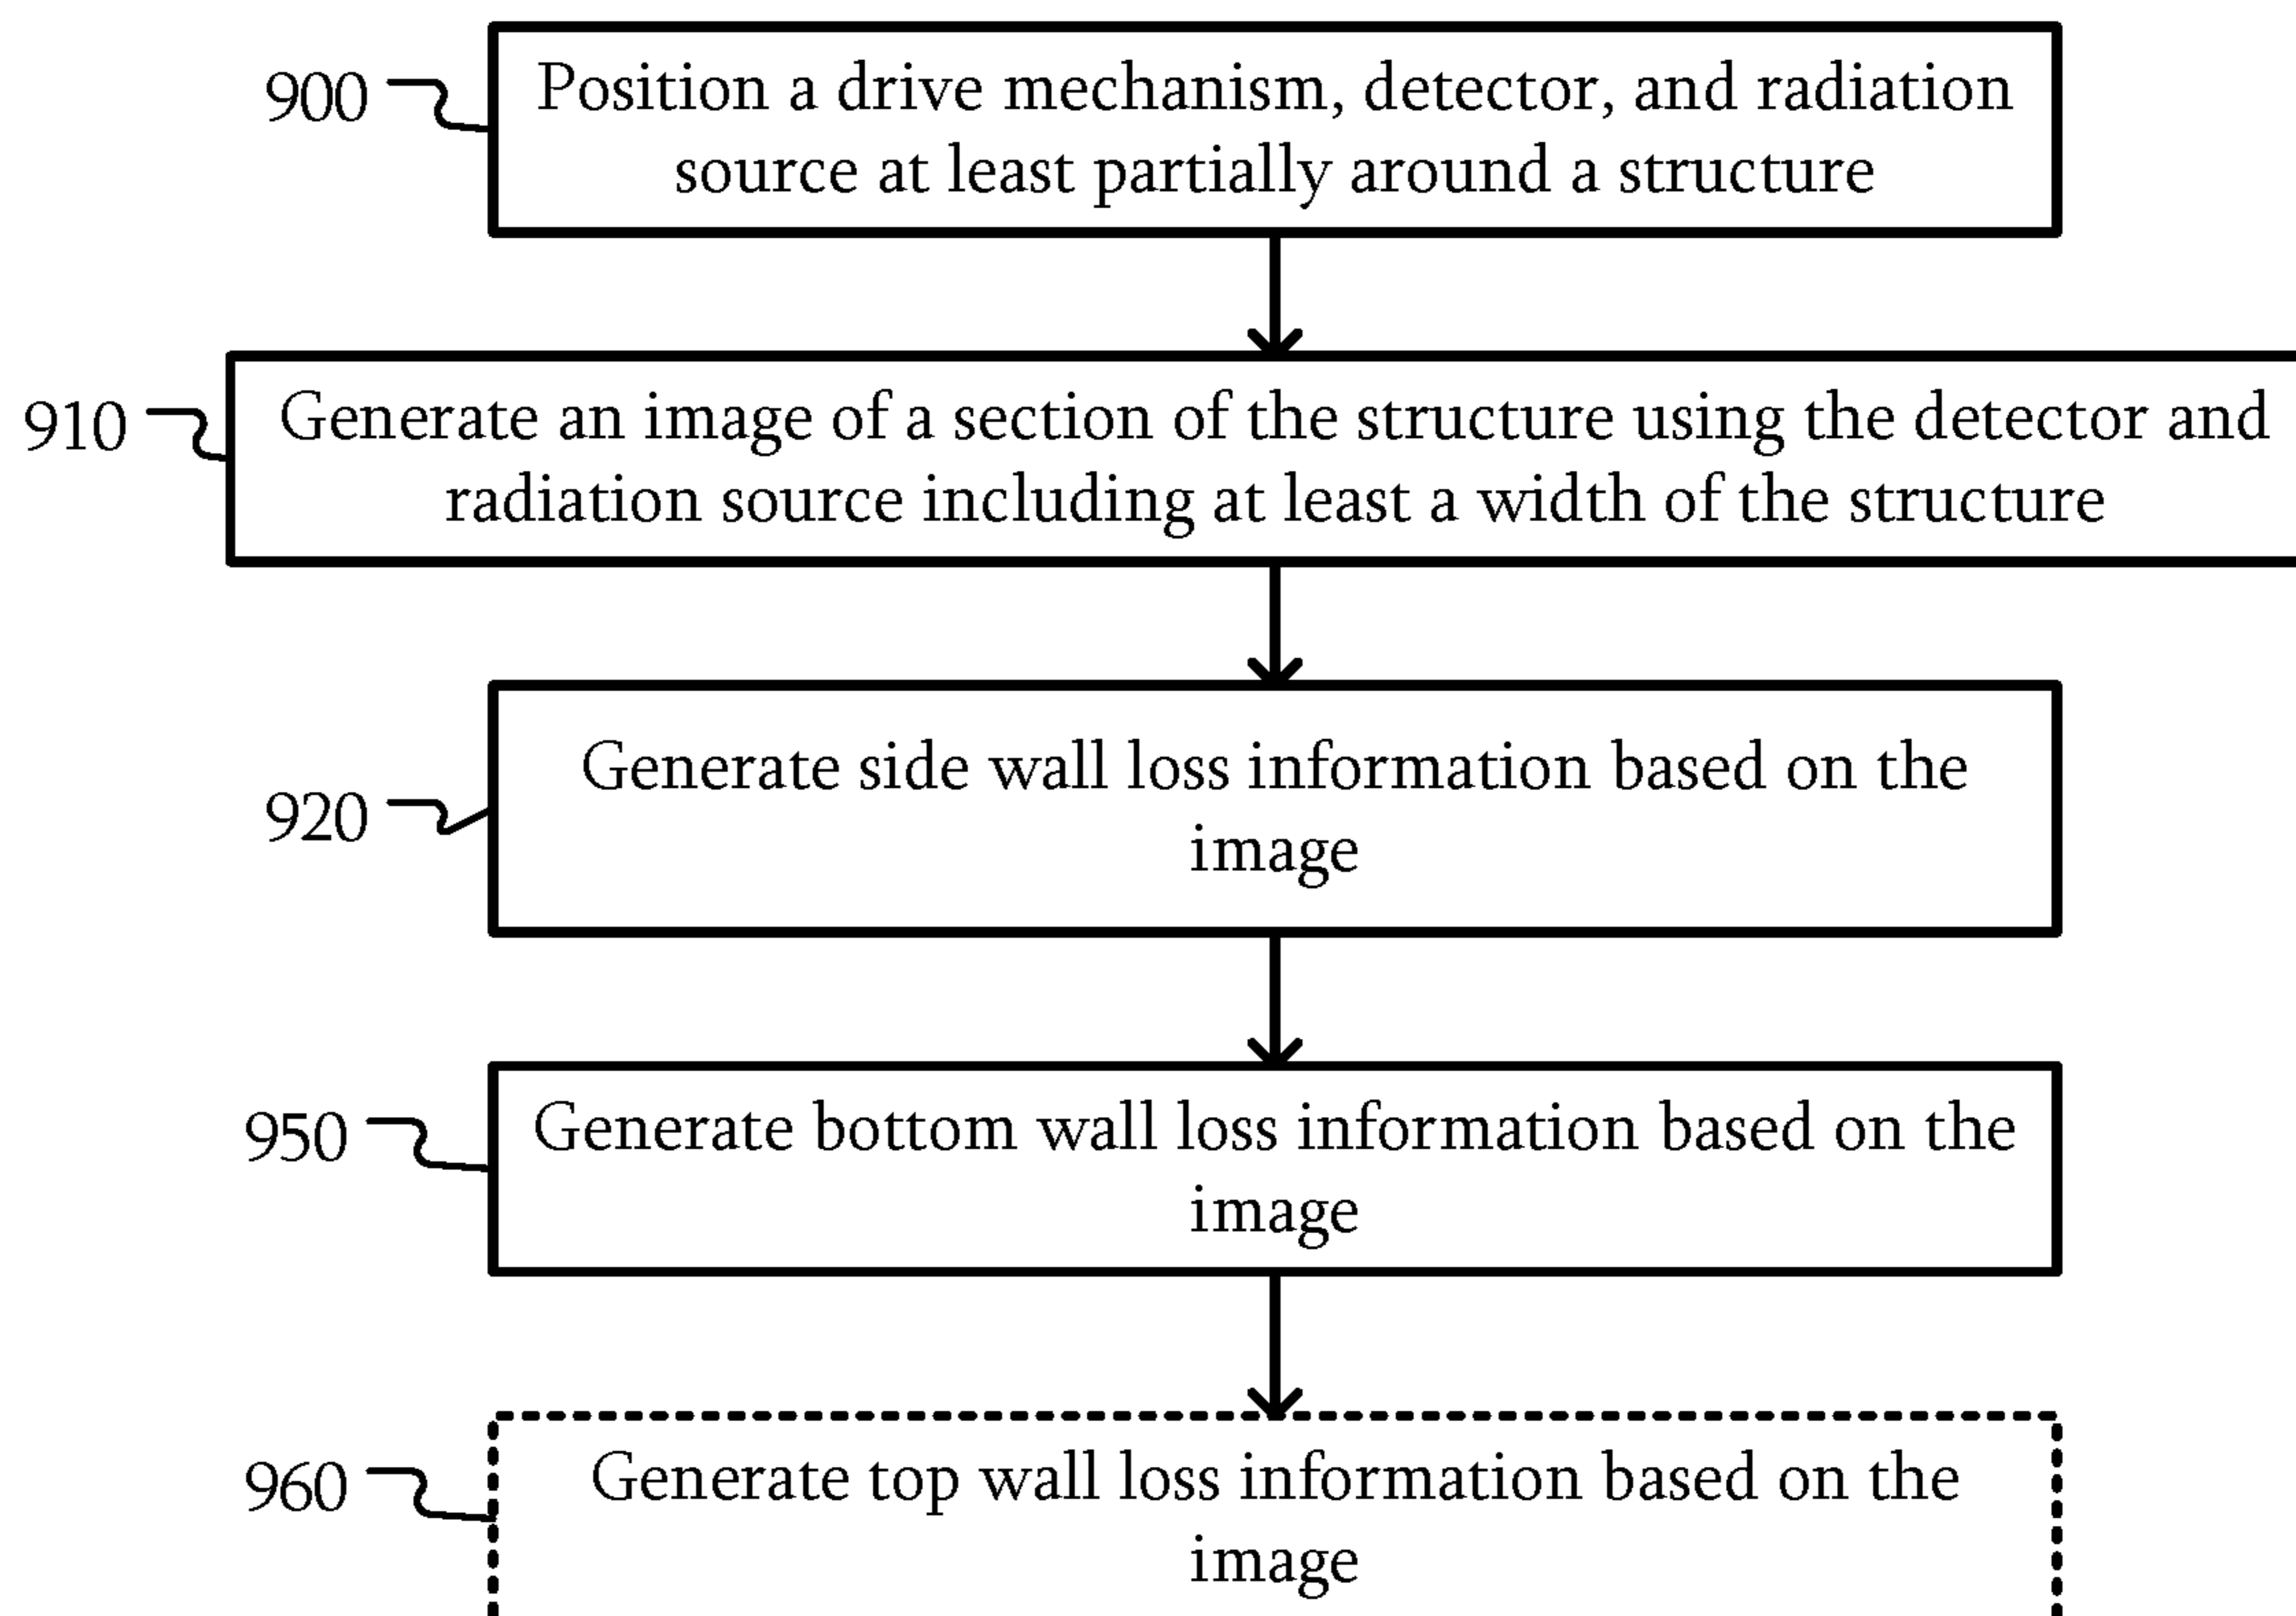 900
Position a drive mechanism, detector, and radiation
source at least partially around a structure
910
Generate an image of a section of the structure using the detector and
radiation source including at least a width of the structure
920
Generate side wall loss information based on the
image
950
Generate bottom wall loss information based on the
image
960
Generate top wall loss information based on the
image